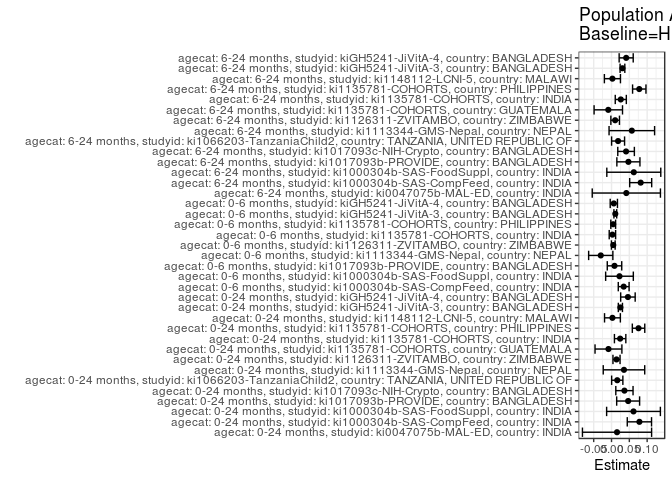 Population A
Baseline=H
agecat: 6-24 months, studyid: kiGH5241-JiVitA-4, country: BANGLADESH
agecat: 6-24 months, studyid: kiGH5241-JiVitA-3, country: BANGLADESH
agecat: 6-24 months, studyid: ki1148112-LCNI-5, country: MALAWI
agecat: 6-24 months, studyid: ki1135781-COHORTS, country: PHILIPPINES
agecat: 6-24 months, studyid: ki1135781-COHORTS, country: INDIA
agecat: 6-24 months, studyid: ki1135781-COHORTS, country: GUATEMALA
agecat: 6-24 months, studyid: ki1126311-ZVITAMBO, country: ZIMBABWE
agecat: 6-24 months, studyid: ki1113344-GMS-Nepal, country: NEPAL
agecat: 6-24 months, studyid: ki1066203-TanzaniaChild2, country: TANZANIA, UNITED REPUBLIC OF
agecat: 6-24 months, studyid: ki1017093c-NIH-Crypto, country: BANGLADESH
agecat: 6-24 months, studyid: ki1017093b-PROVIDE, country: BANGLADESH
agecat: 6-24 months, studyid: ki1000304b-SAS-FoodSuppl, country: INDIA
agecat: 6-24 months, studyid: ki1000304b-SAS-CompFeed, country: INDIA
agecat: 6-24 months, studyid: ki0047075b-MAL-ED, country: INDIA
agecat: 0-6 months, studyid: kiGH5241-JiVitA-4, country: BANGLADESH
agecat: 0-6 months, studyid: kiGH5241-JiVitA-3, country: BANGLADESH
agecat: 0-6 months, studyid: ki1135781-COHORTS, country: PHILIPPINES
agecat: 0-6 months, studyid: ki1135781-COHORTS, country: INDIA
agecat: 0-6 months, studyid: ki1126311-ZVITAMBO, country: ZIMBABWE
agecat: 0-6 months, studyid: ki1113344-GMS-Nepal, country: NEPAL
agecat: 0-6 months, studyid: ki1017093b-PROVIDE, country: BANGLADESH
agecat: 0-6 months, studyid: ki1000304b-SAS-FoodSuppl, country: INDIA
agecat: 0-6 months, studyid: ki1000304b-SAS-CompFeed, country: INDIA
agecat: 0-24 months, studyid: kiGH5241-JiVitA-4, country: BANGLADESH
agecat: 0-24 months, studyid: kiGH5241-JiVitA-3, country: BANGLADESH
agecat: 0-24 months, studyid: ki1148112-LCNI-5, country: MALAWI
agecat: 0-24 months, studyid: ki1135781-COHORTS, country: PHILIPPINES
agecat: 0-24 months, studyid: ki1135781-COHORTS, country: INDIA
agecat: 0-24 months, studyid: ki1135781-COHORTS, country: GUATEMALA
agecat: 0-24 months, studyid: ki1126311-ZVITAMBO, country: ZIMBABWE
agecat: 0-24 months, studyid: ki1113344-GMS-Nepal, country: NEPAL
agecat: 0-24 months, studyid: ki1066203-TanzaniaChild2, country: TANZANIA, UNITED REPUBLIC OF
agecat: 0-24 months, studyid: ki1017093c-NIH-Crypto, country: BANGLADESH
agecat: 0-24 months, studyid: ki1017093b-PROVIDE, country: BANGLADESH
agecat: 0-24 months, studyid: ki1000304b-SAS-FoodSuppl, country: INDIA
agecat: 0-24 months, studyid: ki1000304b-SAS-CompFeed, country: INDIA
agecat: 0-24 months, studyid: ki0047075b-MAL-ED, country: INDIA
-0.05 0.00 0.05 0.10
Estimate